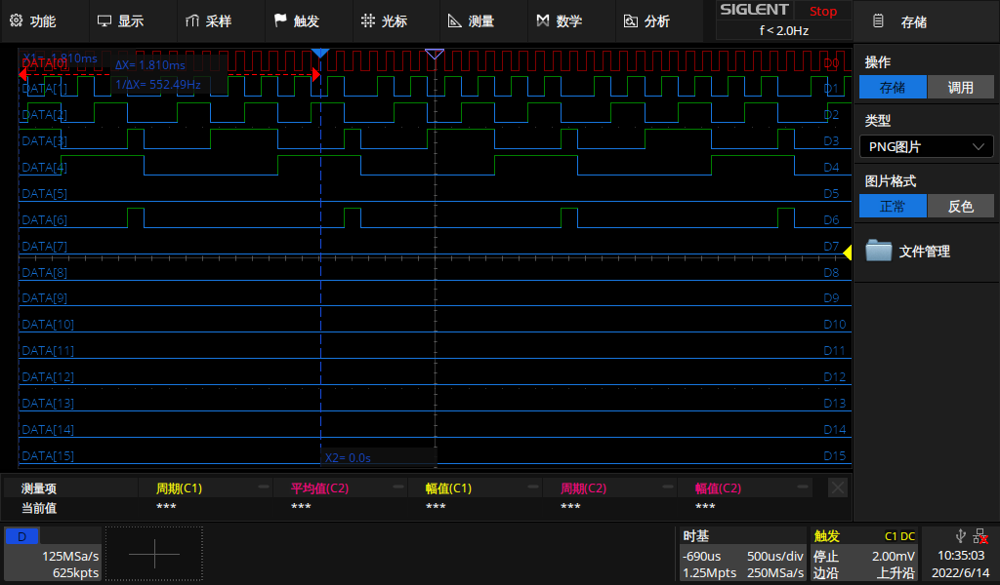 功能 显示 采样 触发 光标 测量 数学 分析 SIGLENT Stop 存储
f < 2.0Hz
操作
存储 调用
类型
PNG图片
图片格式
正常 反色
文件管理
X1= -1.810ms
ΔX= 1.810ms
1/ΔX= 552.49Hz
DATA[0] D0
DATA[1] D1
DATA[2] D2
DATA[3] D3
DATA[4] D4
DATA[5] D5
DATA[6] D6
DATA[7] D7
DATA[8] D8
DATA[9] D9
DATA[10] D10
DATA[11] D11
DATA[12] D12
DATA[13] D13
DATA[14] D14
DATA[15] D15
X2= 0.0s
测量项 周期(C1) 平均值(C2) 幅值(C1) 周期(C2) 幅值(C2)
当前值 *** *** *** *** ***
D
125MSa/s
625kpts
时基
-690us 500us/div
1.25Mpts 250MSa/s
触发 C1 DC
停止 2.00mV
边沿 上升沿
10:35:03
2022/6/14